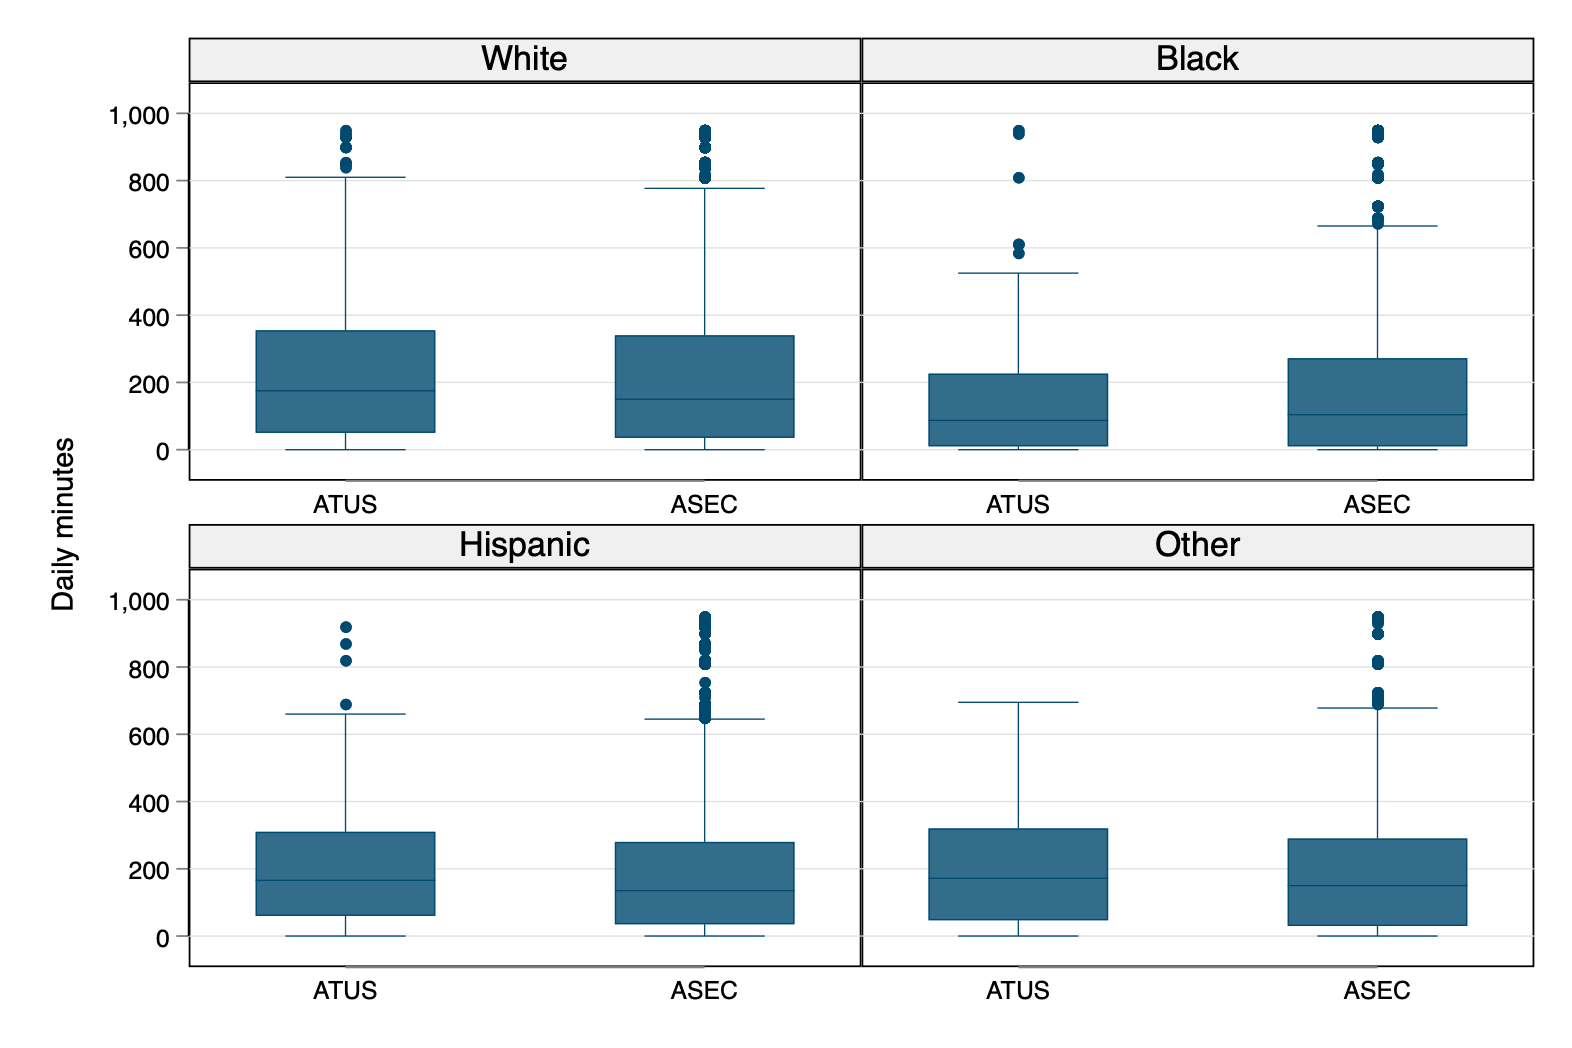 White
Black
1,000
800
600
400
200
0
ATUS
ASEC
ATUS
ASEC
Daily minutes
Hispanic
Other
1,000
800
600
400
200
0
ATUS
ASEC
ATUS
ASEC